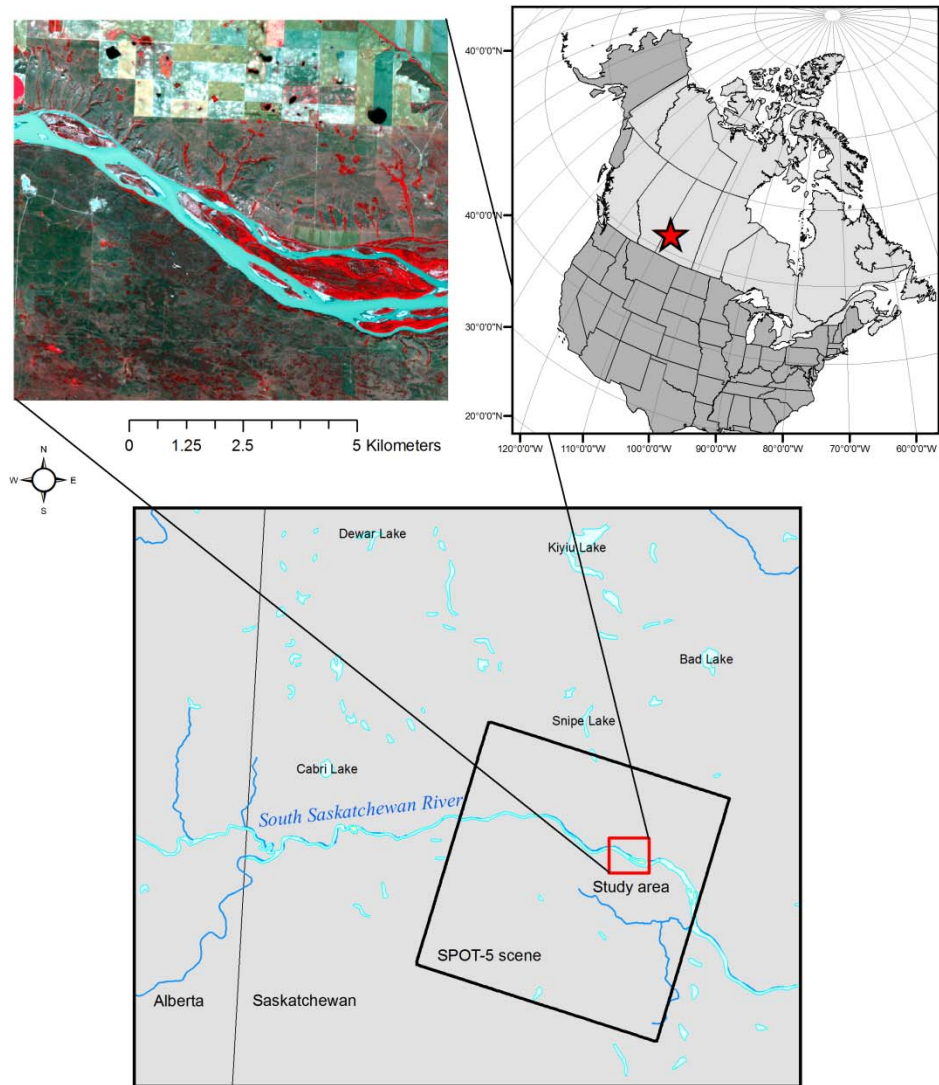 40°0'0"N
40°0'0"N
30°0'0"N
20°0'0"N
120°0'0"W 110°0'0"W 100°0'0"W 90°0'0"W 80°0'0"W 70°0'0"W 60°0'0"W
0 1.25 2.5 5 Kilometers
N
W E
S
Dewar Lake
Kiyiu Lake
Bad Lake
Snipe Lake
Cabri Lake
South Saskatchewan River
Study area
SPOT-5 scene
Alberta Saskatchewan